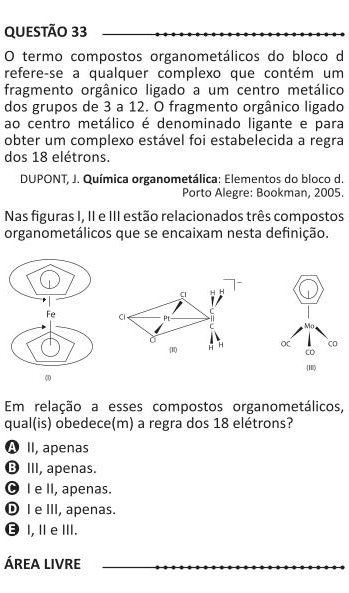 QUESTÃO 33
O termo compostos organometálicos do bloco d
refere-se a qualquer complexo que contém um
fragmento orgânico ligado a um centro metálico
dos grupos de 3 a 12. O fragmento orgânico ligado
ao centro metálico é denominado ligante e para
obter um complexo estável foi estabelecida a regra
dos 18 elétrons.
DUPONT, J. Química organometálica: Elementos do bloco d.
Porto Alegre: Bookman, 2005.
Nas figuras I, II e III estão relacionados três compostos
organometálicos que se encaixam nesta definição.
Fe
(I)
Cl
H H
−
Cl
Pt
C
C
Cl
H H
(II)
Mo
OC
CO
CO
(III)
Em relação a esses compostos organometálicos,
qual(is) obedece(m) a regra dos 18 elétrons?
A II, apenas
B III, apenas.
C I e II, apenas.
D I e III, apenas.
E I, II e III.
ÁREA LIVRE